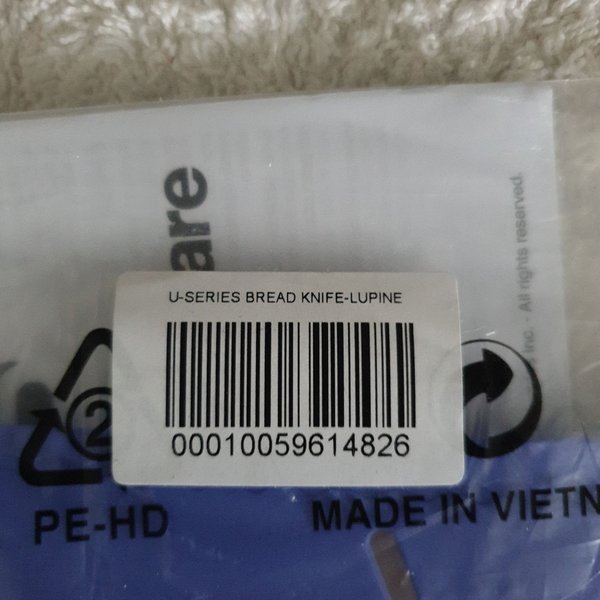 are
Inc. - All rights reserved.
U-SERIES BREAD KNIFE-LUPINE
00010059614826
2
PE-HD
MADE IN VIETN